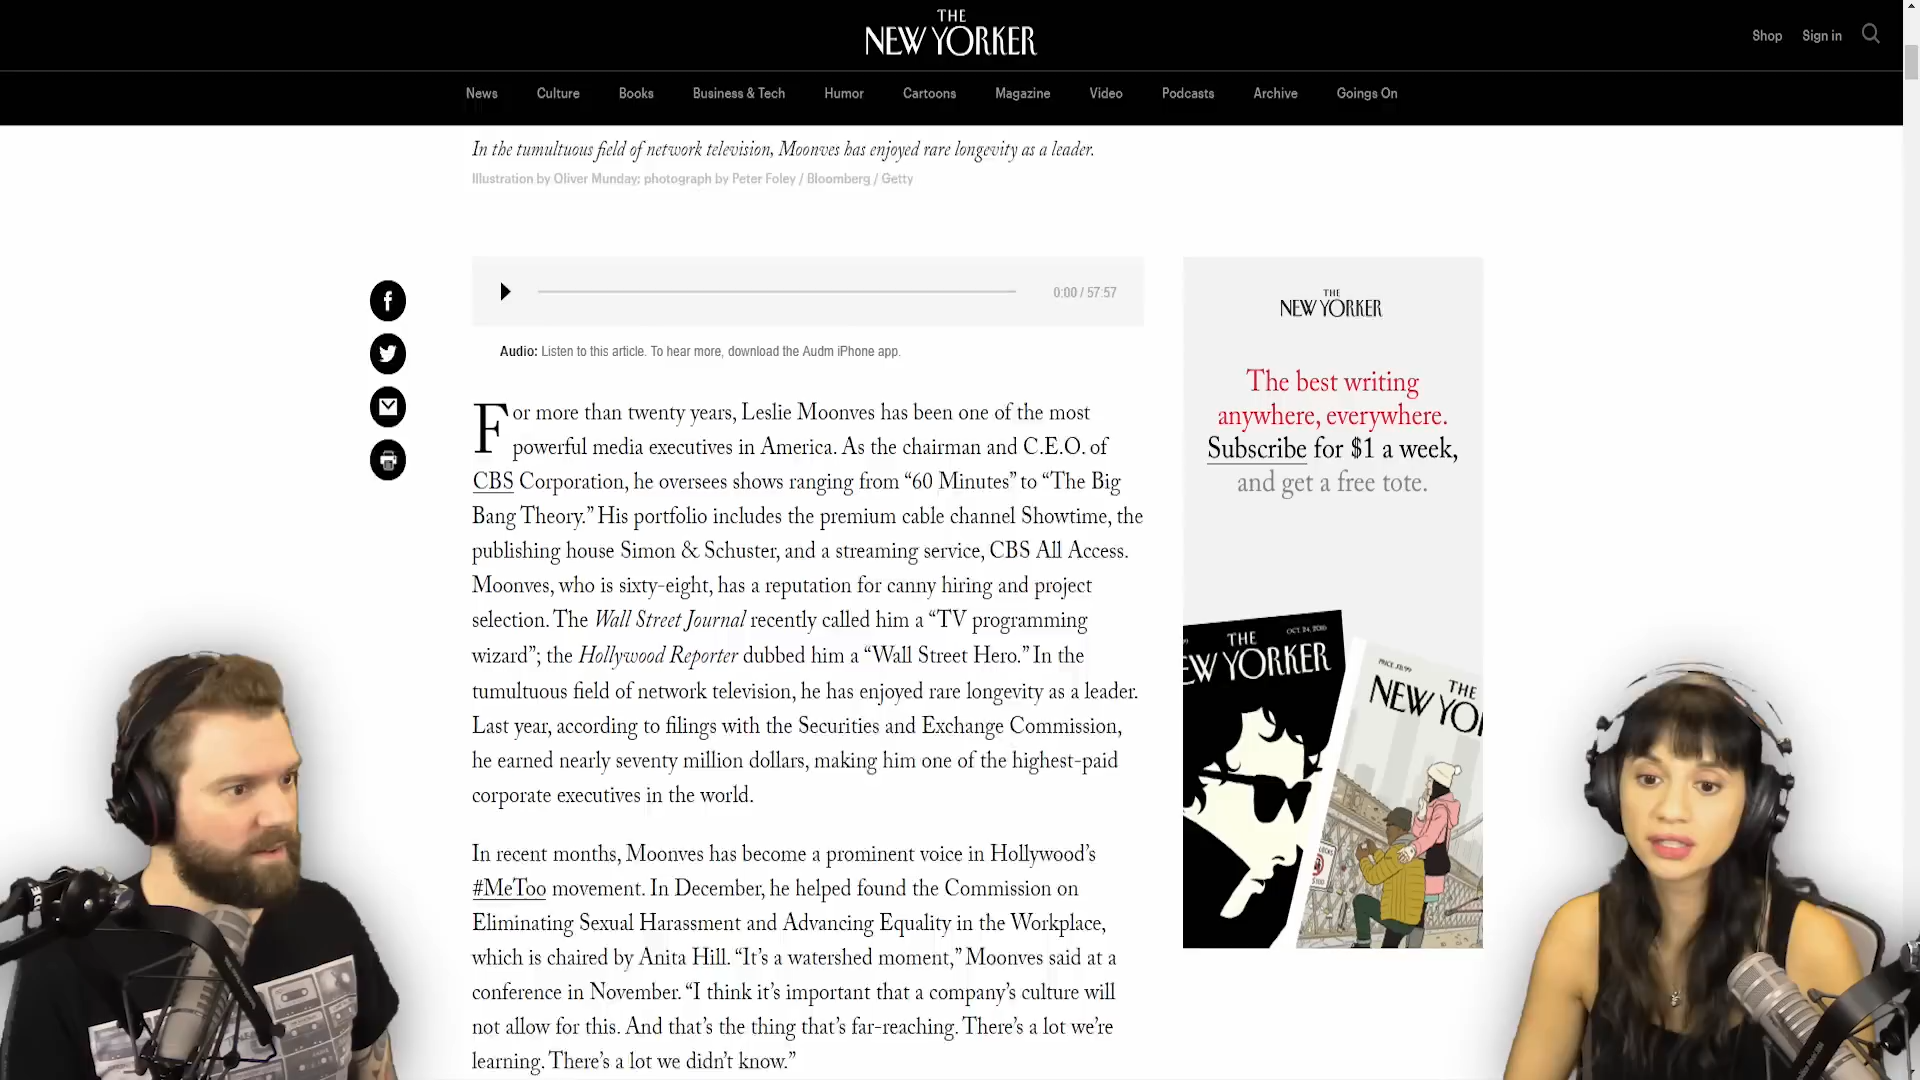 THE
NEW YORKER
Shop
Sign in
News
Culture
Books
Business & Tech
Humor
Cartoons
Magazine
Video
Podcasts
Archive
Goings On
In the tumultuous field of network television, Moonves has enjoyed rare longevity as a leader.
Illustration by Oliver Munday; photograph by Peter Foley / Bloomberg / Getty
0:00 / 57:57
Audio: Listen to this article. To hear more, download the Audm iPhone app.
For more than twenty years, Leslie Moonves has been one of the most
powerful media executives in America. As the chairman and C.E.O. of
CBS Corporation, he oversees shows ranging from “60 Minutes” to “The Big
Bang Theory.” His portfolio includes the premium cable channel Showtime, the
publishing house Simon & Schuster, and a streaming service, CBS All Access.
Moonves, who is sixty-eight, has a reputation for canny hiring and project
selection. The Wall Street Journal recently called him a “TV programming
wizard”; the Hollywood Reporter dubbed him a “Wall Street Hero.” In the
tumultuous field of network television, he has enjoyed rare longevity as a leader.
Last year, according to filings with the Securities and Exchange Commission,
he earned nearly seventy million dollars, making him one of the highest-paid
corporate executives in the world.
In recent months, Moonves has become a prominent voice in Hollywood’s
#MeToo movement. In December, he helped found the Commission on
Eliminating Sexual Harassment and Advancing Equality in the Workplace,
which is chaired by Anita Hill. “It’s a watershed moment,” Moonves said at a
conference in November. “I think it’s important that a company’s culture will
not allow for this. And that’s the thing that’s far-reaching. There’s a lot we’re
learning. There’s a lot we didn’t know.”
THE
NEW YORKER
The best writing
anywhere, everywhere.
Subscribe for $1 a week,
and get a free tote.
THE
OCT. 24, 2016
EW YORKER
PRICE $8.99
THE
NEW YO